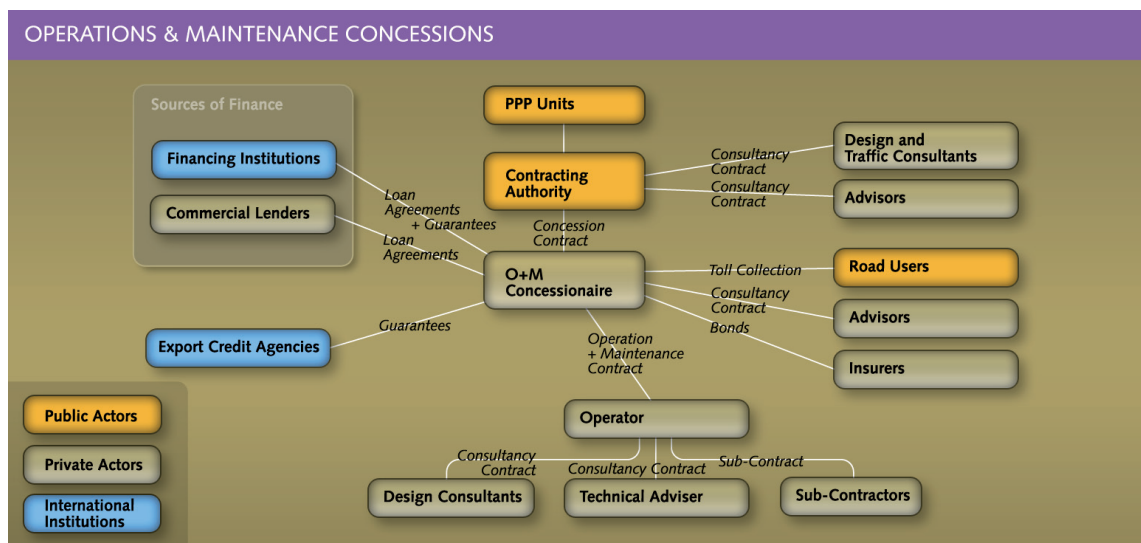 OPERATIONS & MAINTENANCE CONCESSIONS
Sources of Finance
Financing Institutions
Commercial Lenders
Loan
Agreements
+ Guarantees
Loan
Agreements
PPP Units
Contracting
Authority
Consultancy
Contract
Consultancy
Contract
Design and
Traffic Consultants
Advisors
Concession
Contract
O+M
Concessionaire
Toll Collection
Road Users
Consultancy
Contract
Advisors
Bonds
Insurers
Guarantees
Export Credit Agencies
Operation
+ Maintenance
Contract
Operator
Consultancy
Contract
Consultancy Contract
Sub-Contract
Design Consultants
Technical Adviser
Sub-Contractors
Public Actors
Private Actors
International
Institutions